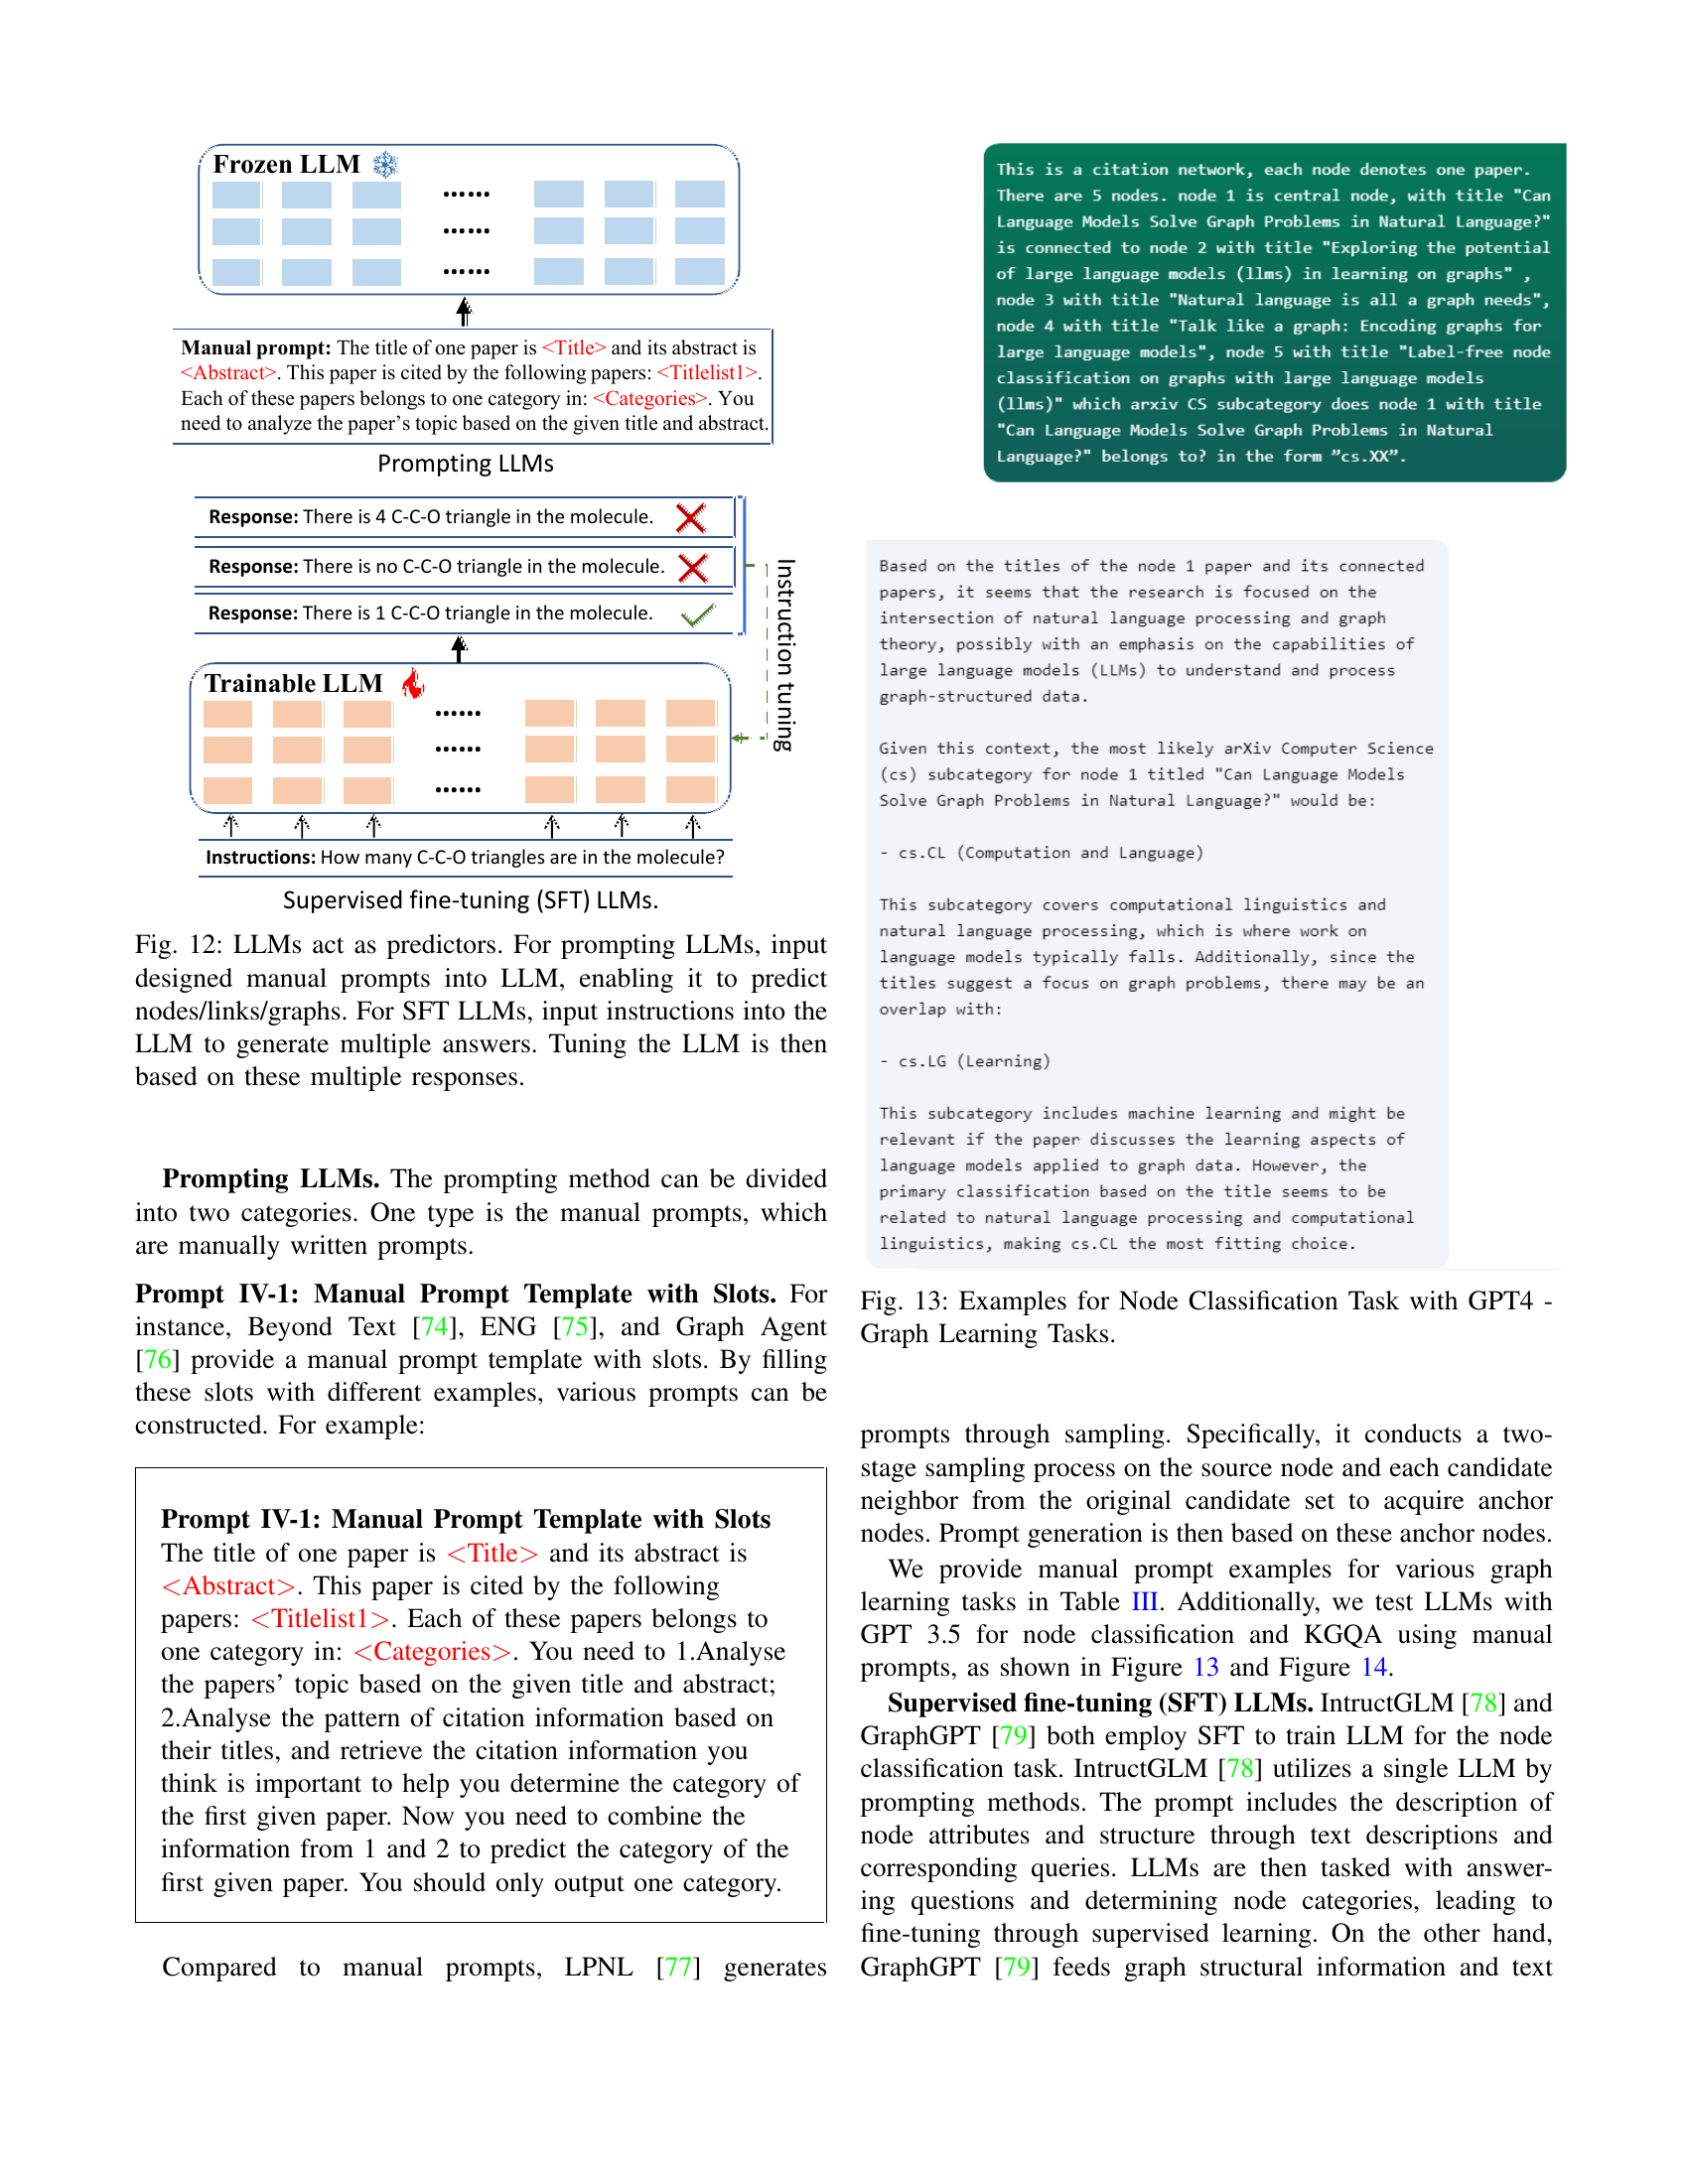 Frozen LLM
......
......
......
Manual prompt: The title of one paper is <Title> and its abstract is
<Abstract>. This paper is cited by the following papers: <Titlelist1>.
Each of these papers belongs to one category in: <Categories>. You
need to analyze the paper’s topic based on the given title and abstract.
Prompting LLMs
Response: There is 4 C-C-O triangle in the molecule.
Response: There is no C-C-O triangle in the molecule.
Response: There is 1 C-C-O triangle in the molecule.
Instruction tuning
Trainable LLM
......
......
......
Instructions: How many C-C-O triangles are in the molecule?
Supervised fine-tuning (SFT) LLMs.
Fig. 12: LLMs act as predictors. For prompting LLMs, input
designed manual prompts into LLM, enabling it to predict
nodes/links/graphs. For SFT LLMs, input instructions into the
LLM to generate multiple answers. Tuning the LLM is then
based on these multiple responses.
Prompting LLMs. The prompting method can be divided
into two categories. One type is the manual prompts, which
are manually written prompts.
Prompt IV-1: Manual Prompt Template with Slots. For
instance, Beyond Text [74], ENG [75], and Graph Agent
[76] provide a manual prompt template with slots. By filling
these slots with different examples, various prompts can be
constructed. For example:
Prompt IV-1: Manual Prompt Template with Slots
The title of one paper is <Title> and its abstract is
<Abstract>. This paper is cited by the following
papers: <Titlelist1>. Each of these papers belongs to
one category in: <Categories>. You need to 1.Analyse
the papers’ topic based on the given title and abstract;
2.Analyse the pattern of citation information based on
their titles, and retrieve the citation information you
think is important to help you determine the category of
the first given paper. Now you need to combine the
information from 1 and 2 to predict the category of the
first given paper. You should only output one category.
Compared to manual prompts, LPNL [77] generates
This is a citation network, each node denotes one paper.
There are 5 nodes. node 1 is central node, with title "Can
Language Models Solve Graph Problems in Natural Language?"
is connected to node 2 with title "Exploring the potential
of large language models (llms) in learning on graphs" ,
node 3 with title "Natural language is all a graph needs",
node 4 with title "Talk like a graph: Encoding graphs for
large language models", node 5 with title "Label-free node
classification on graphs with large language models
(llms)" which arxiv CS subcategory does node 1 with title
"Can Language Models Solve Graph Problems in Natural
Language?" belongs to? in the form ”cs.XX”.
Based on the titles of the node 1 paper and its connected
papers, it seems that the research is focused on the
intersection of natural language processing and graph
theory, possibly with an emphasis on the capabilities of
large language models (LLMs) to understand and process
graph-structured data.
Given this context, the most likely arXiv Computer Science
(cs) subcategory for node 1 titled "Can Language Models
Solve Graph Problems in Natural Language?" would be:
- cs.CL (Computation and Language)
This subcategory covers computational linguistics and
natural language processing, which is where work on
language models typically falls. Additionally, since the
titles suggest a focus on graph problems, there may be an
overlap with:
- cs.LG (Learning)
This subcategory includes machine learning and might be
relevant if the paper discusses the learning aspects of
language models applied to graph data. However, the
primary classification based on the title seems to be
related to natural language processing and computational
linguistics, making cs.CL the most fitting choice.
Fig. 13: Examples for Node Classification Task with GPT4 -
Graph Learning Tasks.
prompts through sampling. Specifically, it conducts a two-
stage sampling process on the source node and each candidate
neighbor from the original candidate set to acquire anchor
nodes. Prompt generation is then based on these anchor nodes.
We provide manual prompt examples for various graph
learning tasks in Table III. Additionally, we test LLMs with
GPT 3.5 for node classification and KGQA using manual
prompts, as shown in Figure 13 and Figure 14.
Supervised fine-tuning (SFT) LLMs. IntructGLM [78] and
GraphGPT [79] both employ SFT to train LLM for the node
classification task. IntructGLM [78] utilizes a single LLM by
prompting methods. The prompt includes the description of
node attributes and structure through text descriptions and
corresponding queries. LLMs are then tasked with answer-
ing questions and determining node categories, leading to
fine-tuning through supervised learning. On the other hand,
GraphGPT [79] feeds graph structural information and text